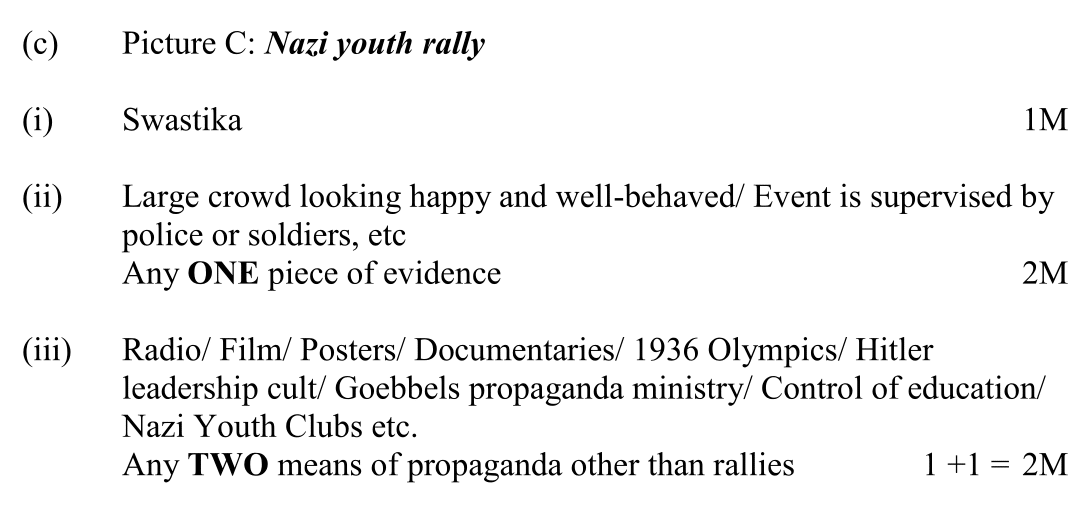 (c) Picture C: Nazi youth rally
(i) Swastika 1M
(ii) Large crowd looking happy and well-behaved/ Event is supervised by
police or soldiers, etc
Any ONE piece of evidence 2M
(iii) Radio/ Film/ Posters/ Documentaries/ 1936 Olympics/ Hitler
leadership cult/ Goebbels propaganda ministry/ Control of education/
Nazi Youth Clubs etc.
Any TWO means of propaganda other than rallies 1 +1 = 2M